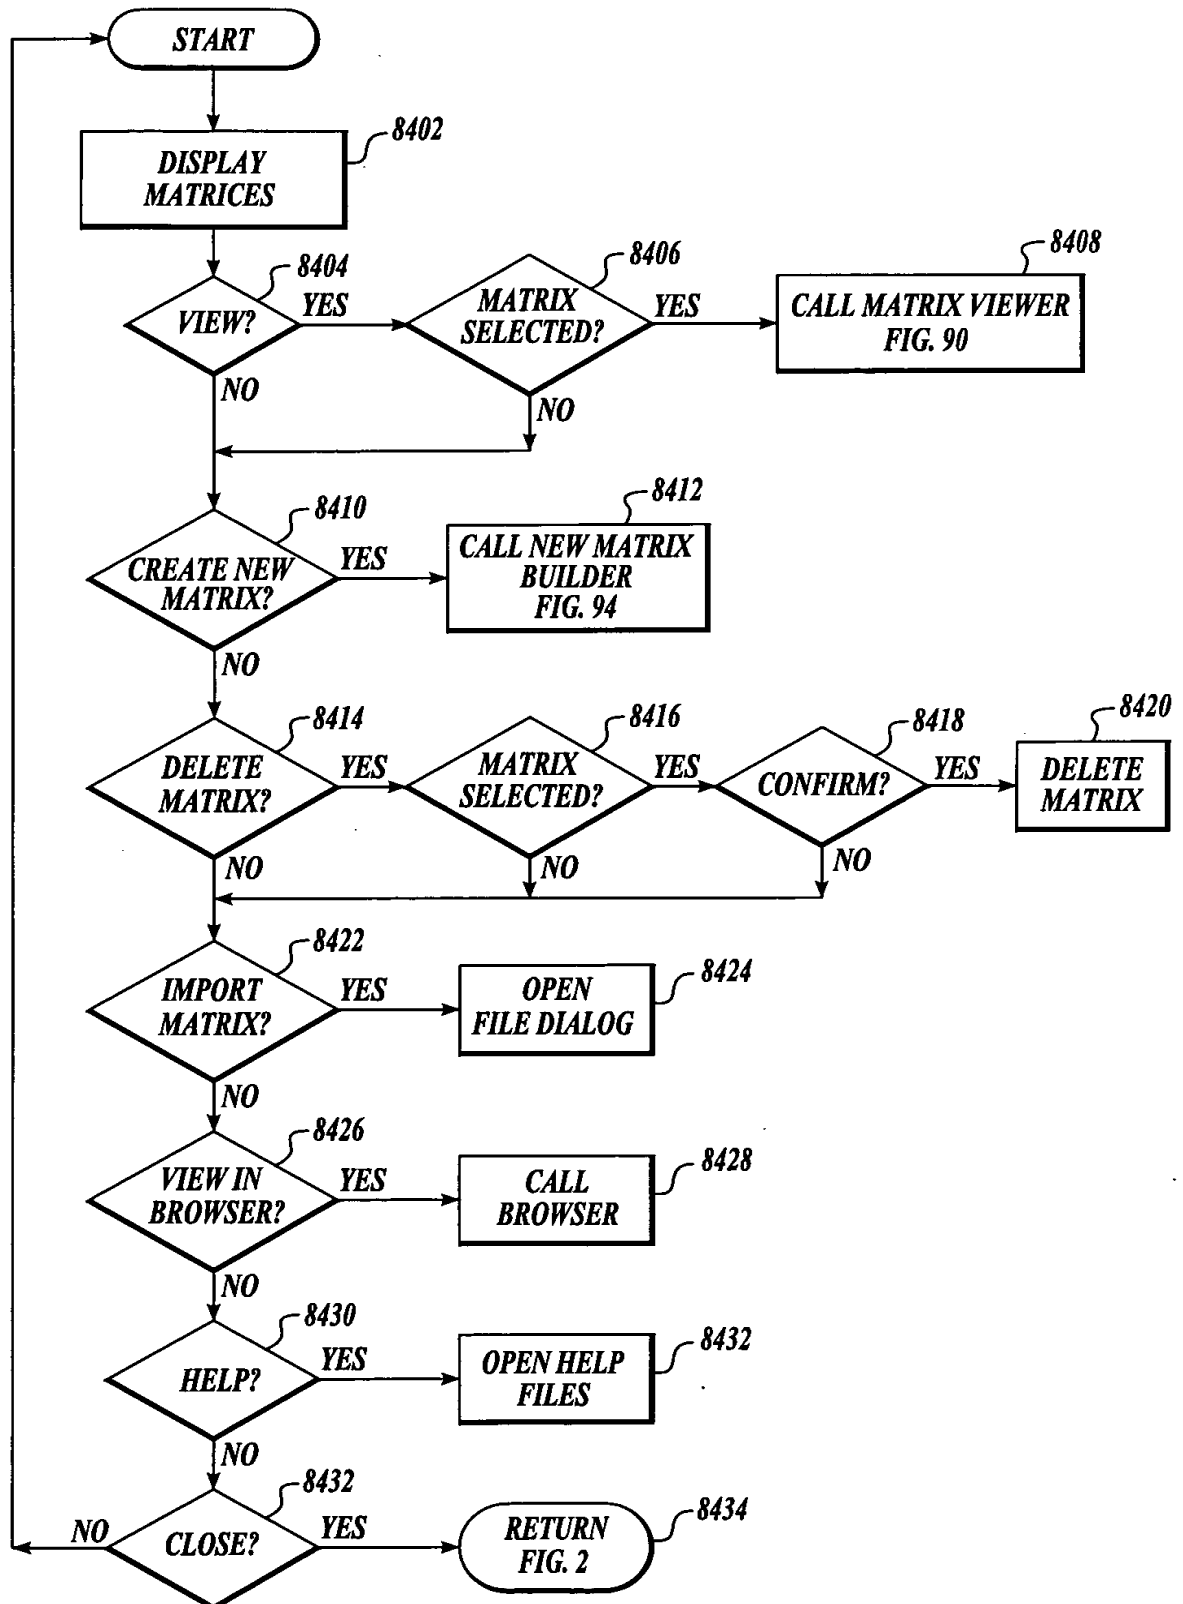 START
8402
DISPLAY
MATRICES
8404
VIEW?
YES
NO
8406
MATRIX
SELECTED?
YES
NO
8408
CALL MATRIX VIEWER
FIG. 90
8410
CREATE NEW
MATRIX?
YES
NO
8412
CALL NEW MATRIX
BUILDER
FIG. 94
8414
DELETE
MATRIX?
YES
NO
8416
MATRIX
SELECTED?
YES
NO
8418
CONFIRM?
YES
NO
8420
DELETE
MATRIX
8422
IMPORT
MATRIX?
YES
NO
8424
OPEN
FILE DIALOG
8426
VIEW IN
BROWSER?
YES
NO
8428
CALL
BROWSER
8430
HELP?
YES
NO
8432
OPEN HELP
FILES
8432
CLOSE?
NO
YES
8434
RETURN
FIG. 2